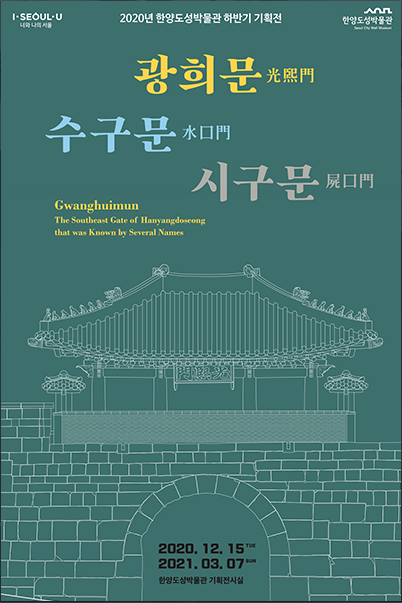 I·SEOUL·U
너와 나의 서울
2020년 한양도성박물관 하반기 기획전
한양도성박물관
Seoul City Wall Museum
광희문 光熙門
수구문 水口門
시구문 屍口門
Gwanghuimun
The Southeast Gate of Hanyangdoseong
that was Known by Several Names
2020. 12. 15 TUE
2021. 03. 07 SUN
한양도성박물관 기획전시실